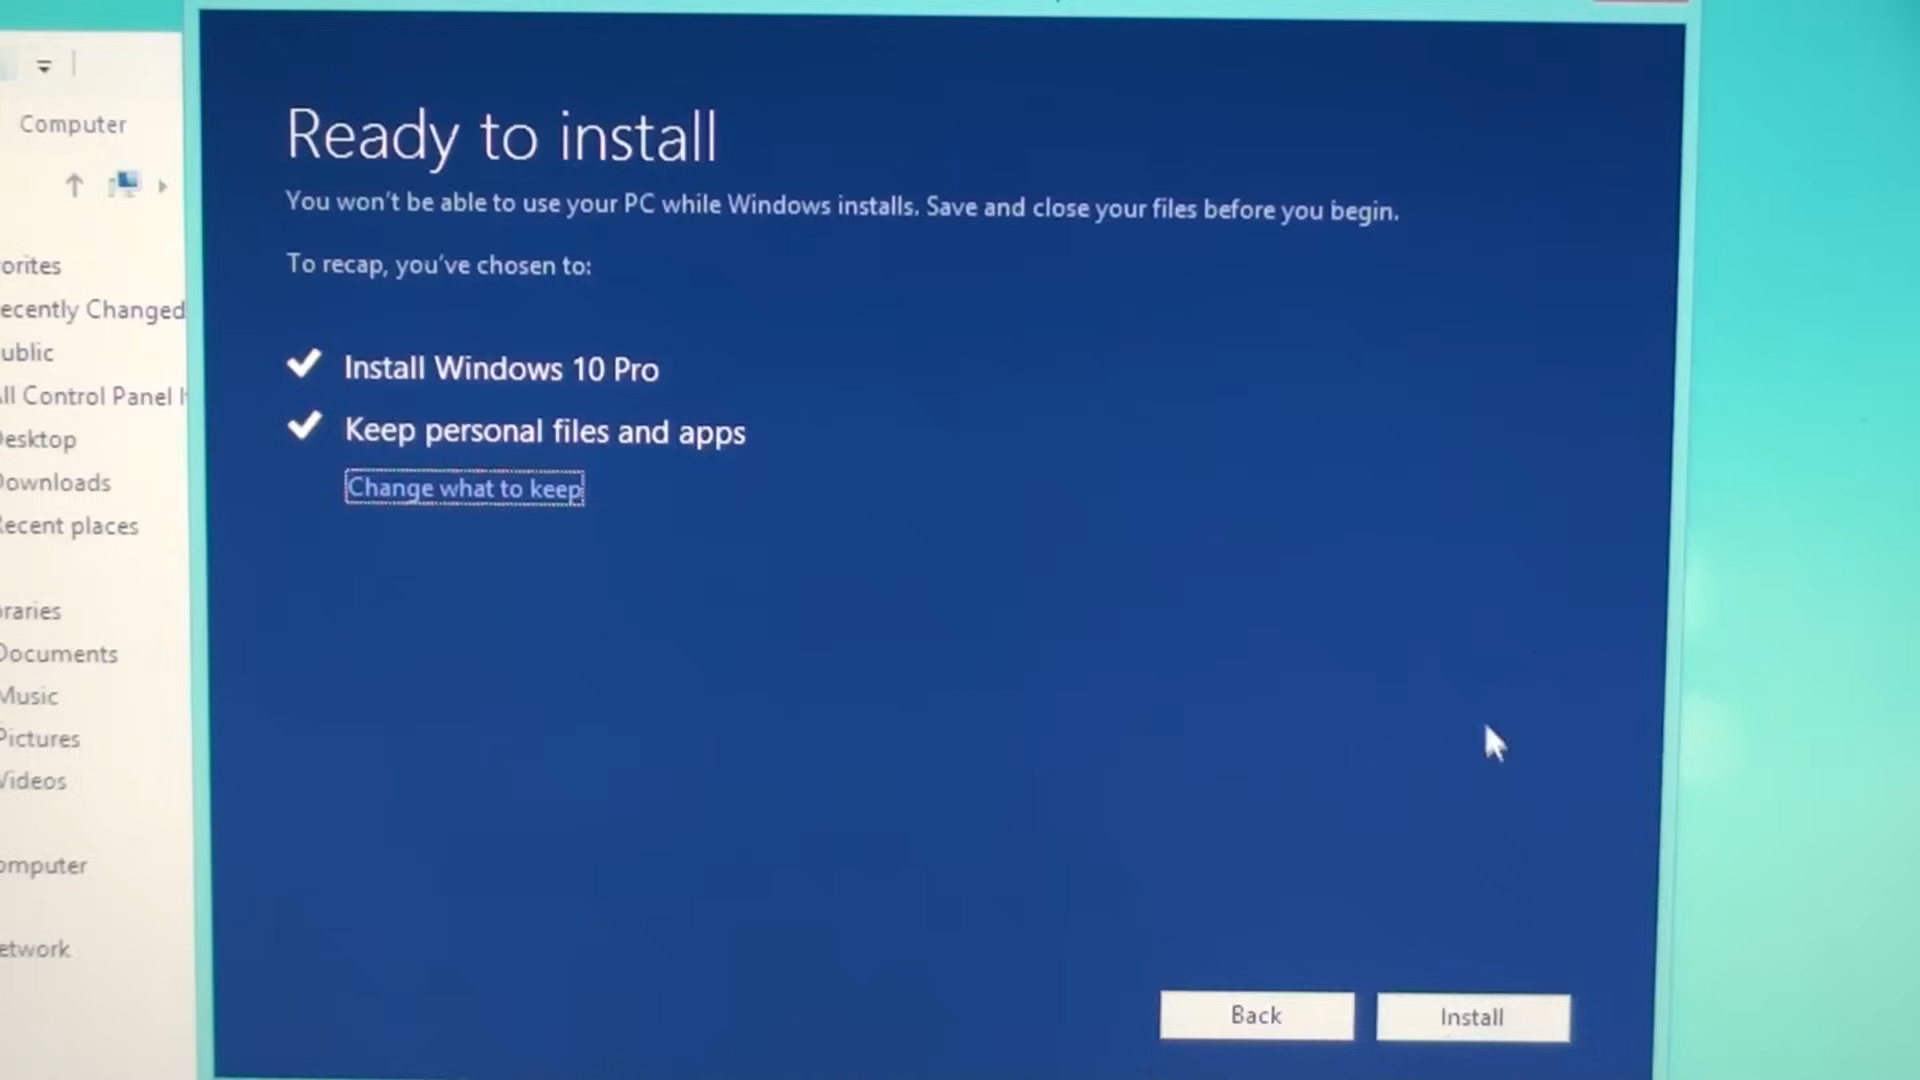 Computer
orites
ecently Changed
ublic
ll Control Panel I
Desktop
Downloads
Recent places
raries
Documents
Music
Pictures
Videos
omputer
etwork
Ready to install
You won't be able to use your PC while Windows installs. Save and close your files before you begin.
To recap, you've chosen to:
Install Windows 10 Pro
Keep personal files and apps
Change what to keep
Back
Install